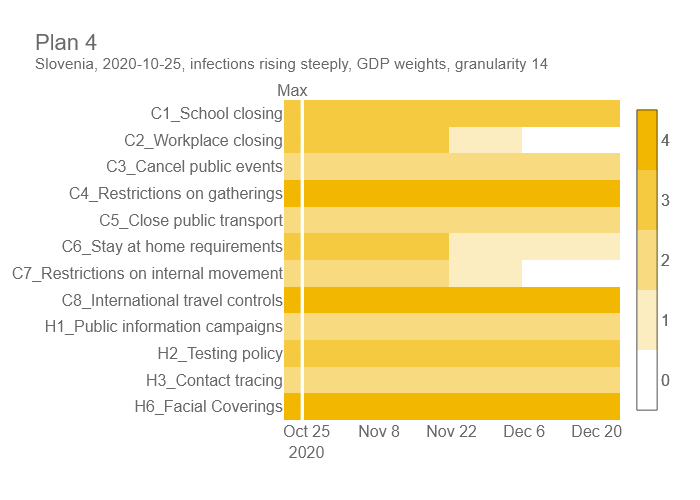 Plan 4
Slovenia, 2020-10-25, infections rising steeply, GDP weights, granularity 14
Max
C1_School closing
C2_Workplace closing
C3_Cancel public events
C4_Restrictions on gatherings
C5_Close public transport
C6_Stay at home requirements
C7_Restrictions on internal movement
C8_International travel controls
H1_Public information campaigns
H2_Testing policy
H3_Contact tracing
H6_Facial Coverings
4
3
2
1
0
Oct 25 Nov 8 Nov 22 Dec 6 Dec 20
2020